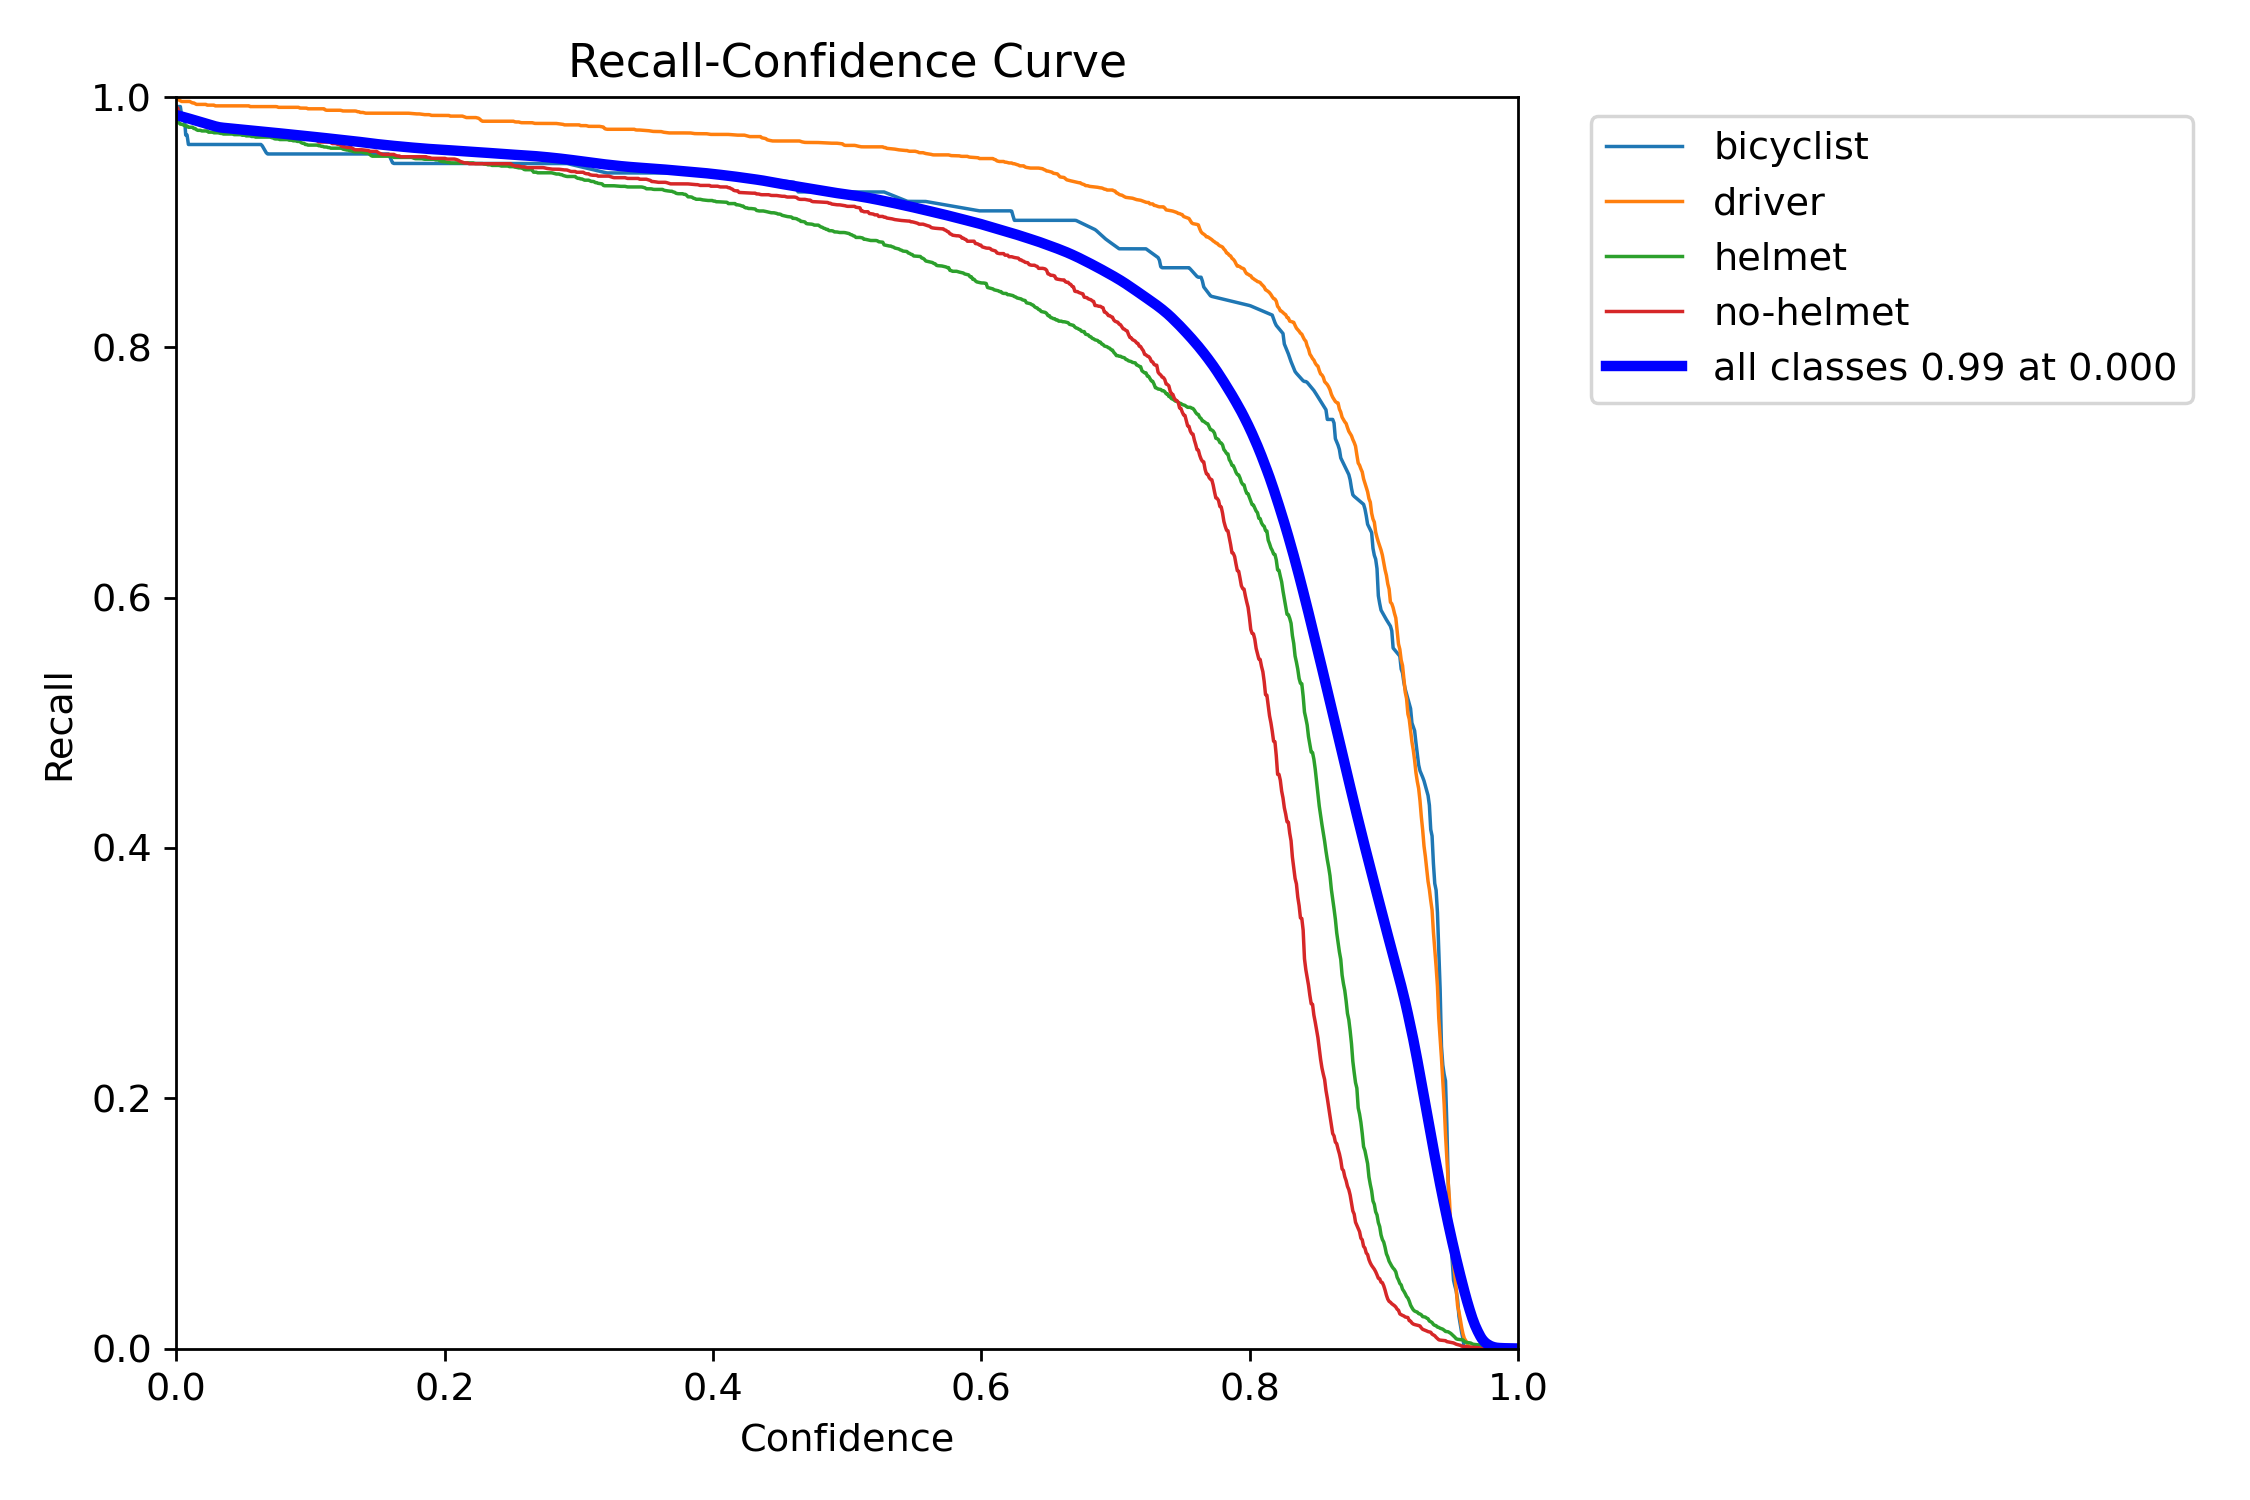 Recall-Confidence Curve
1.0
0.8
0.6
0.4
0.2
0.0
Recall
0.0 0.2 0.4 0.6 0.8 1.0
Confidence
bicyclist
driver
helmet
no-helmet
all classes 0.99 at 0.000